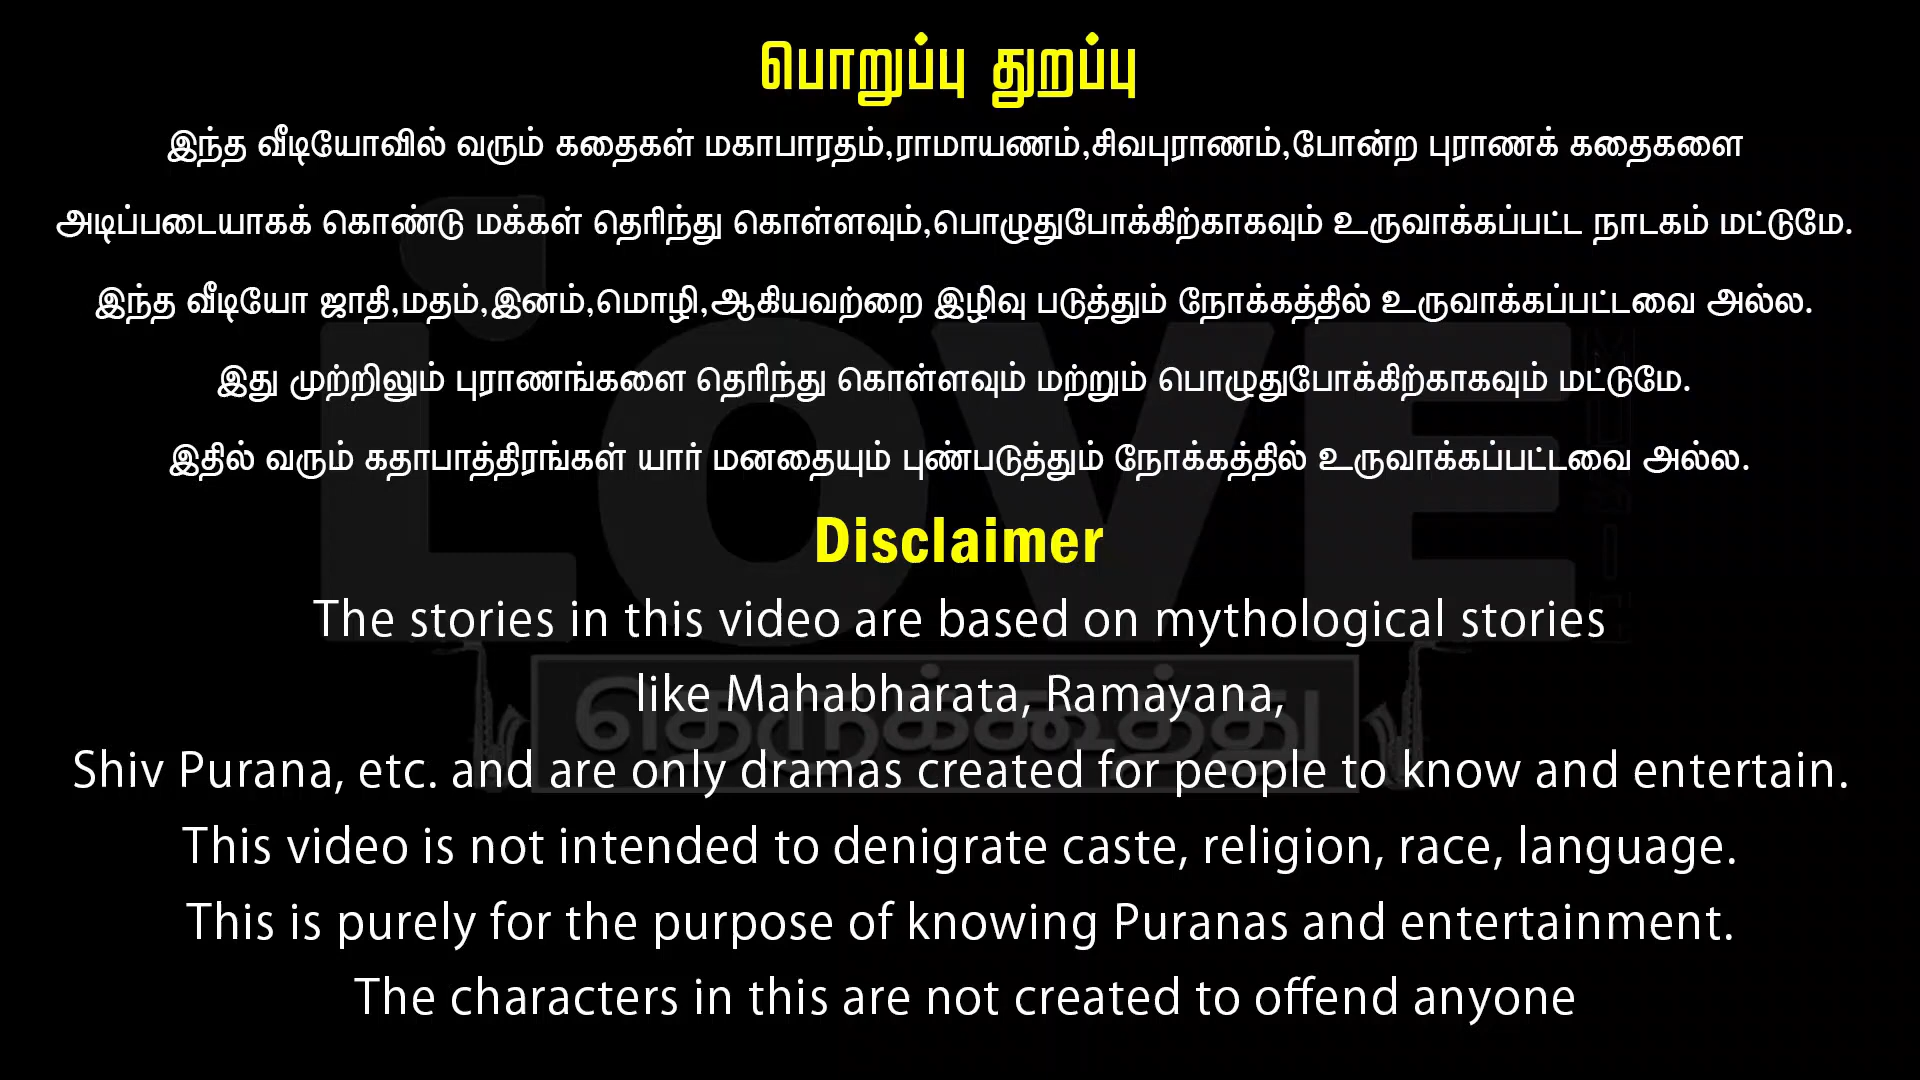 பொறுப்பு துறப்பு
இந்த வீடியோவில் வரும் கதைகள் மகாபாரதம்,ராமாயணம்,சிவபுராணம்,போன்ற புராணக் கதைகளை
அடிப்படையாகக் கொண்டு மக்கள் தெரிந்து கொள்ளவும்,பொழுதுபோக்கிற்காகவும் உருவாக்கப்பட்ட நாடகம் மட்டுமே.
இந்த வீடியோ ஜாதி,மதம்,இனம்,மொழி,ஆகியவற்றை இழிவு படுத்தும் நோக்கத்தில் உருவாக்கப்பட்டவை அல்ல.
இது முற்றிலும் புராணங்களை தெரிந்து கொள்ளவும் மற்றும் பொழுதுபோக்கிற்காகவும் மட்டுமே.
இதில் வரும் கதாபாத்திரங்கள் யார் மனதையும் புண்படுத்தும் நோக்கத்தில் உருவாக்கப்பட்டவை அல்ல.
LOVE
Disclaimer
The stories in this video are based on mythological stories
like Mahabharata, Ramayana,
தெருக்கூத்து
Shiv Purana, etc. and are only dramas created for people to know and entertain.
This video is not intended to denigrate caste, religion, race, language.
This is purely for the purpose of knowing Puranas and entertainment.
The characters in this are not created to offend anyone